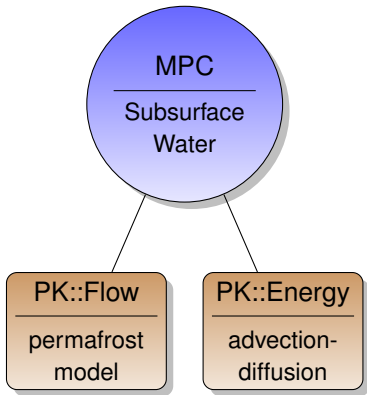 MPC
Subsurface
Water
PK::Flow
permafrost
model
PK::Energy
advection-
diffusion